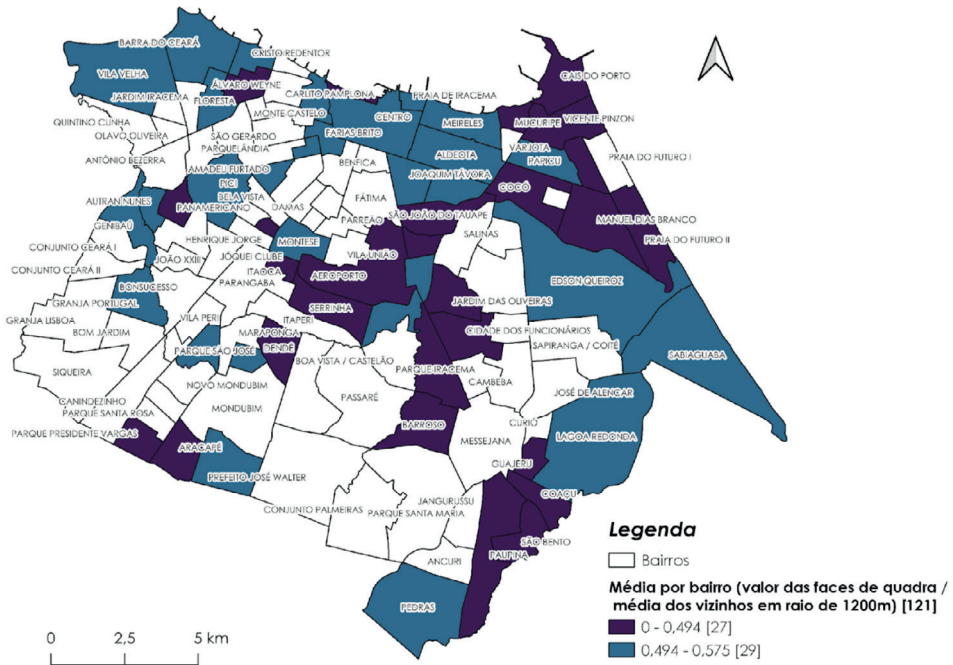 BARRA DO CEARÁ
CRISTO REDENTOR
VILA VELHA
CAIS DO PORTO
ÁLVARO WEYNE
JARDIM IRACEMA
FLORESTA
CARLITO PAMPLONA
PRAIA DE IRACEMA
MONTE CASTELO
CENTRO
MEIRELES
MUCURIPE
VICENTE PINZON
QUINTINO CUNHA
OLAVO OLIVEIRA
SÃO GERARDO
FARIAS BRITO
PARQUELÂNDIA
VARJOTA
ALDEOTA
PAPICU
PRAIA DO FUTURO I
ANTÔNIO BEZERRA
BENFICA
AMADEU FURTADO
JOAQUIM TÁVORA
PICI
COCÓ
BELA VISTA
FÁTIMA
AUTRAN NUNES
PANAMERICANO
DAMAS
SÃO JOÃO DO TAUAPE
MANUEL DIAS BRANCO
PARREÃO
GENIBAÚ
SALINAS
HENRIQUE JORGE
MONTESE
PRAIA DO FUTURO II
CONJUNTO CEARÁ I
JÓQUEI CLUBE
VILA UNIÃO
JOÃO XXIII
CONJUNTO CEARÁ II
ITAOCA
AEROPORTO
PARANGABA
EDSON QUEIROZ
BONSUCESSO
GRANJA PORTUGAL
JARDIM DAS OLIVEIRAS
SERRINHA
GRANJA LISBOA
VILA PERI
ITAPERI
BOM JARDIM
MARAPONGA
CIDADE DOS FUNCIONÁRIOS
DENDÊ
SAPIRANGA / COITÉ
PARQUE SÃO JOSÉ
BOA VISTA / CASTELÃO
SABIAGUABA
SIQUEIRA
PARQUE IRACEMA
CAMBEBA
NOVO MONDUBIM
PASSARÉ
JOSÉ DE ALENCAR
CANINDEZINHO
MONDUBIM
PARQUE SANTA ROSA
CURIÓ
BARROSO
PARQUE PRESIDENTE VARGAS
MESSEJANA
LAGOA REDONDA
ARACAPÉ
GUAJERU
PREFEITO JOSÉ WALTER
COAÇU
JANGURUSSU
CONJUNTO PALMEIRAS
PARQUE SANTA MARIA
SÃO BENTO
PAUPINA
ANCURI
PEDRAS
Legenda
Bairros
Média por bairro (valor das faces de quadra /
média dos vizinhos em raio de 1200m) [121]
0 - 0,494 [27]
0,494 - 0,575 [29]
0 2,5 5 km